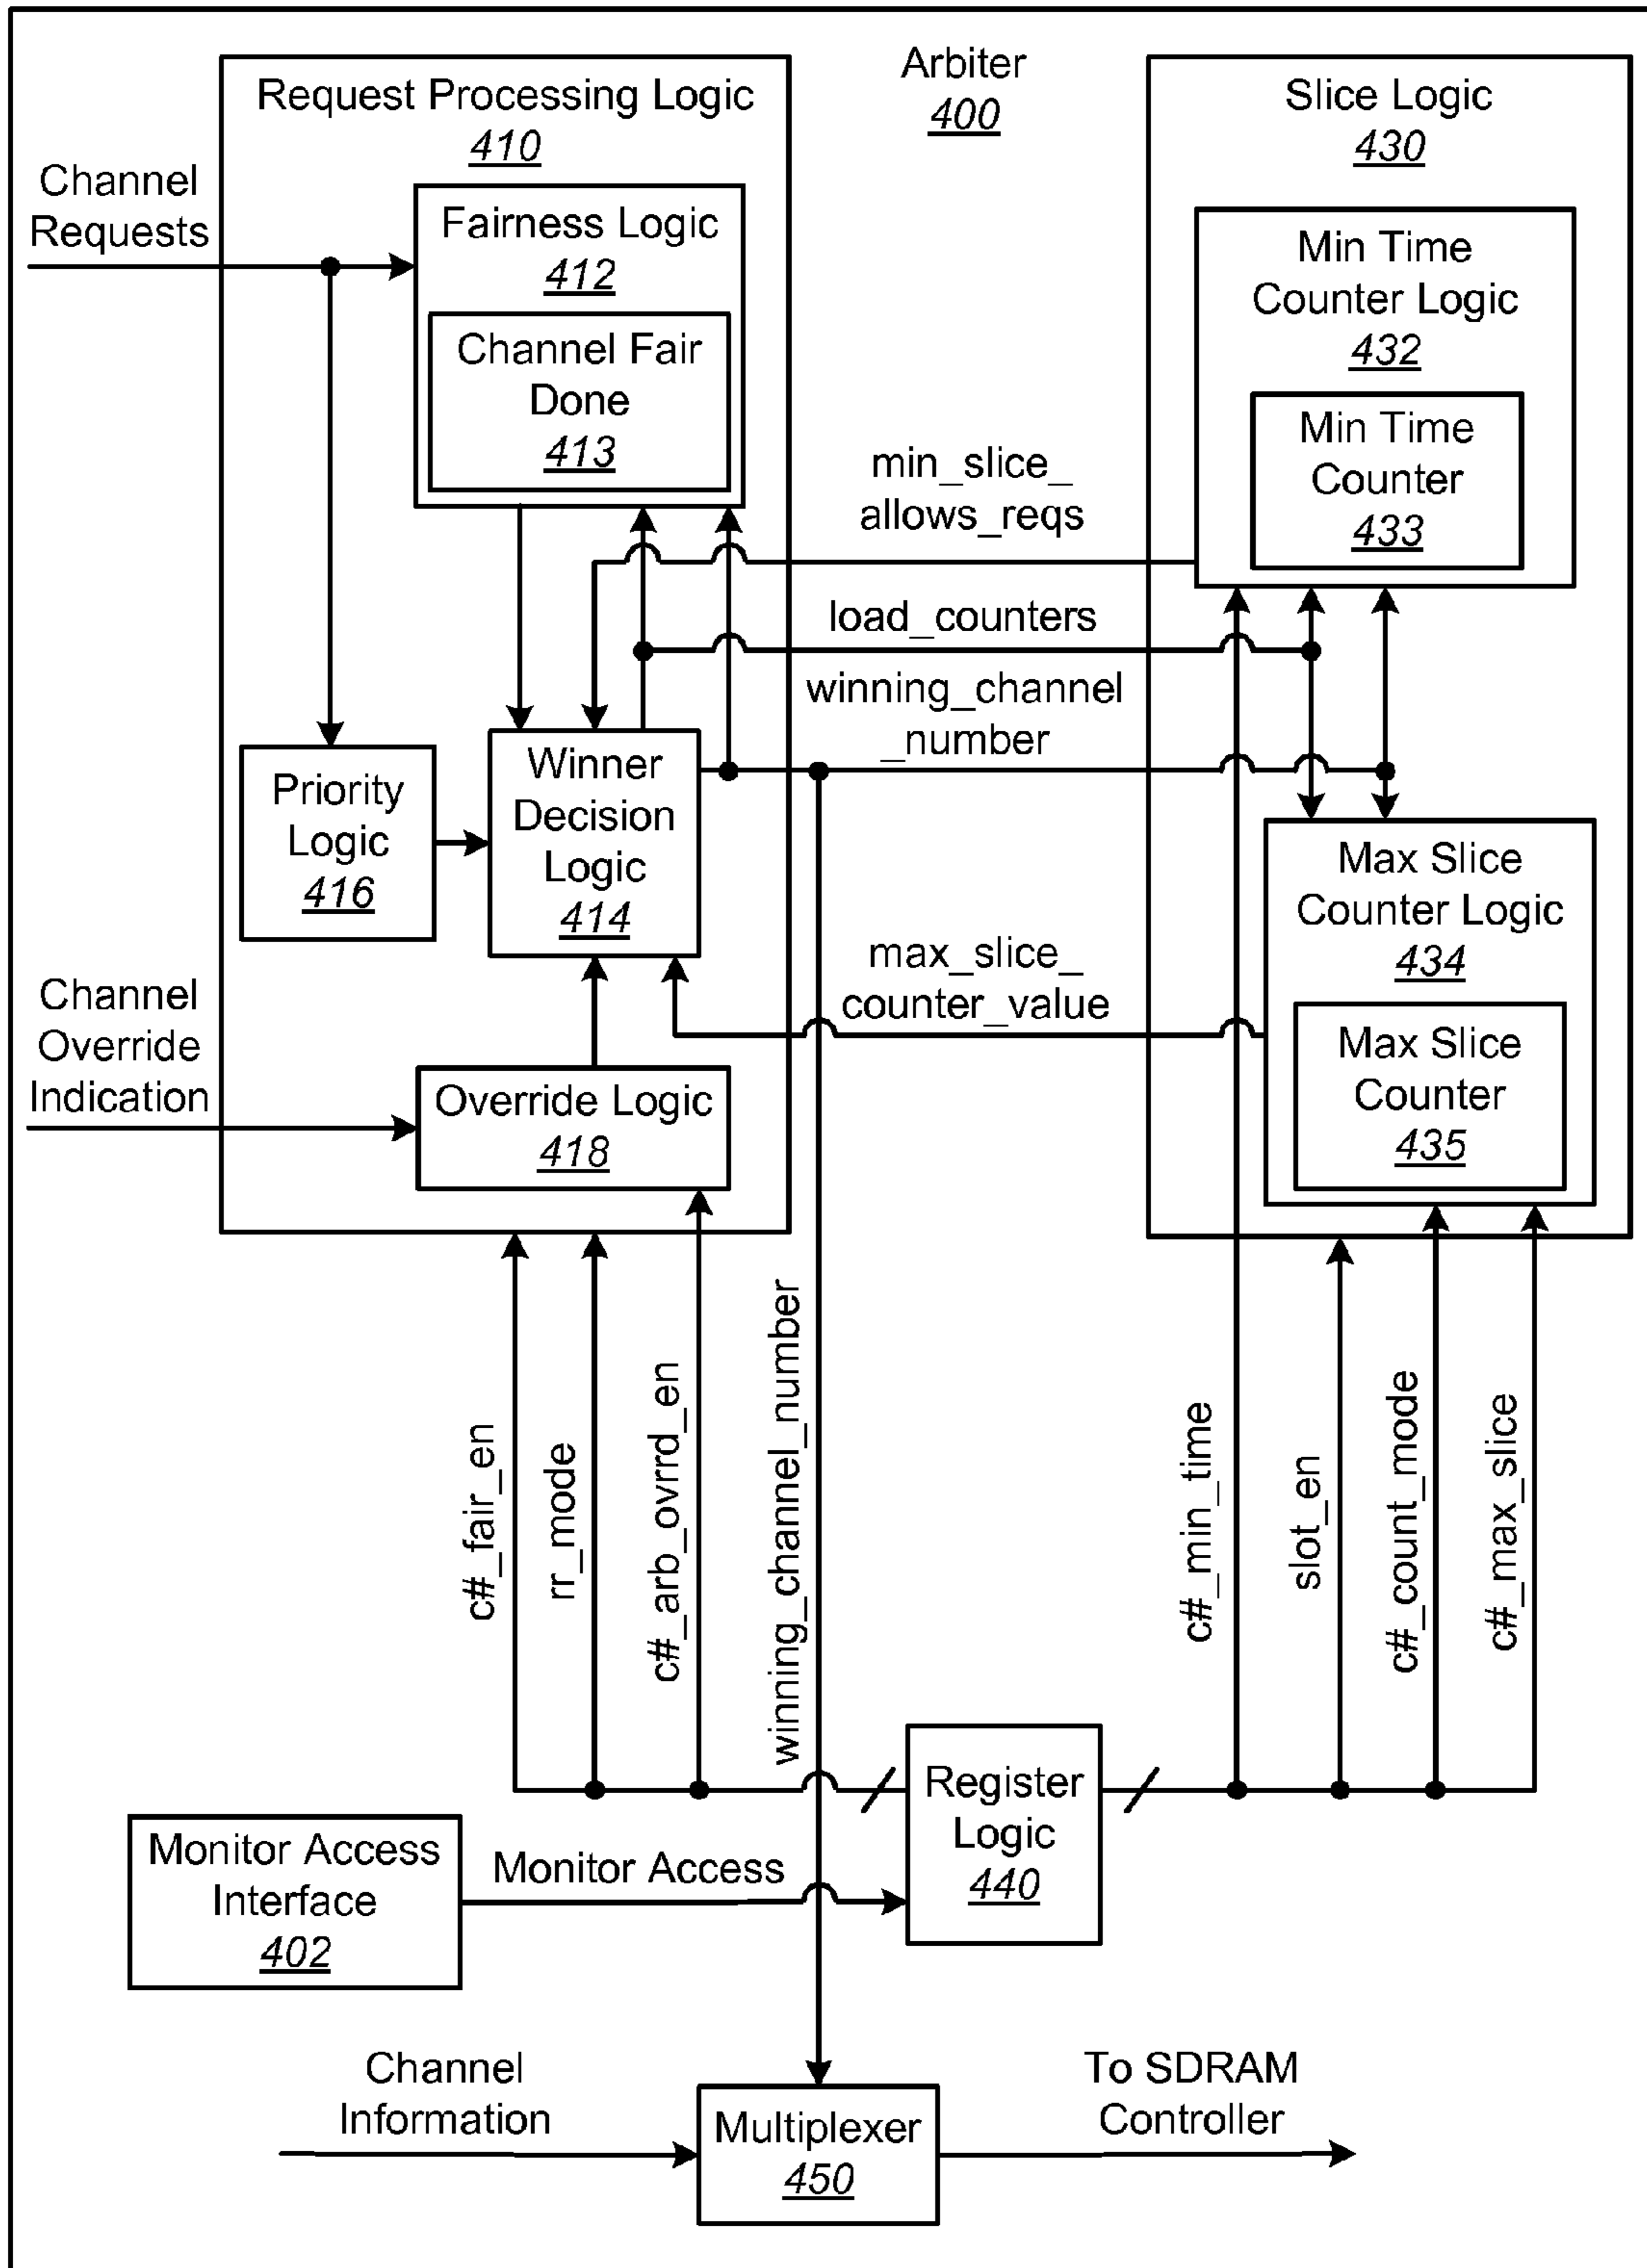 Arbiter
400
Request Processing Logic
410
Channel
Requests
Fairness Logic
412
Channel Fair
Done
413
Priority
Logic
416
Winner
Decision
Logic
414
Channel
Override
Indication
Override Logic
418
min_slice_
allows_reqs
load_counters
winning_channel
_number
max_slice_
counter_value
Slice Logic
430
Min Time
Counter Logic
432
Min Time
Counter
433
Max Slice
Counter Logic
434
Max Slice
Counter
435
c#_fair_en
rr_mode
c#_arb_ovrrd_en
winning_channel_number
c#_min_time
slot_en
c#_count_mode
c#_max_slice
Register
Logic
440
Monitor Access
Interface
402
Monitor Access
Channel
Information
Multiplexer
450
To SDRAM
Controller